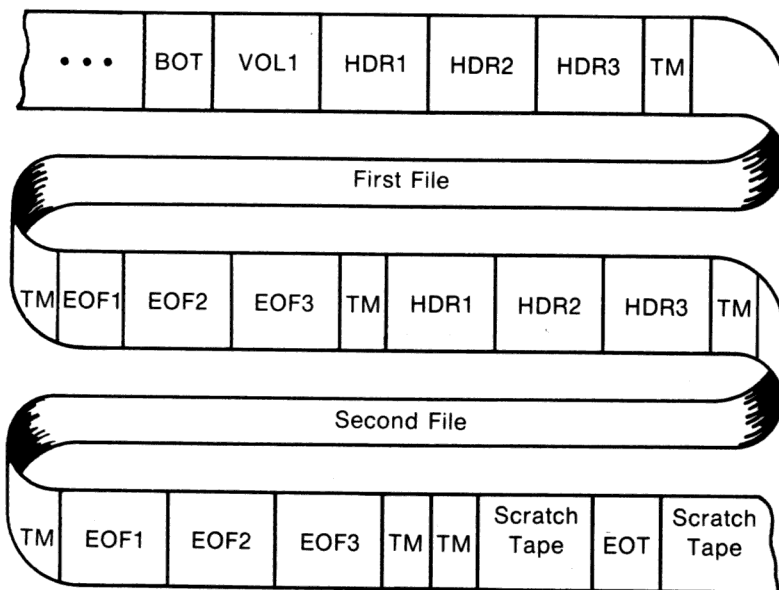 ••• BOT VOL1 HDR1 HDR2 HDR3 TM
First File
TM EOF1 EOF2 EOF3 TM HDR1 HDR2 HDR3 TM
Second File
TM EOF1 EOF2 EOF3 TM TM Scratch Tape EOT Scratch Tape